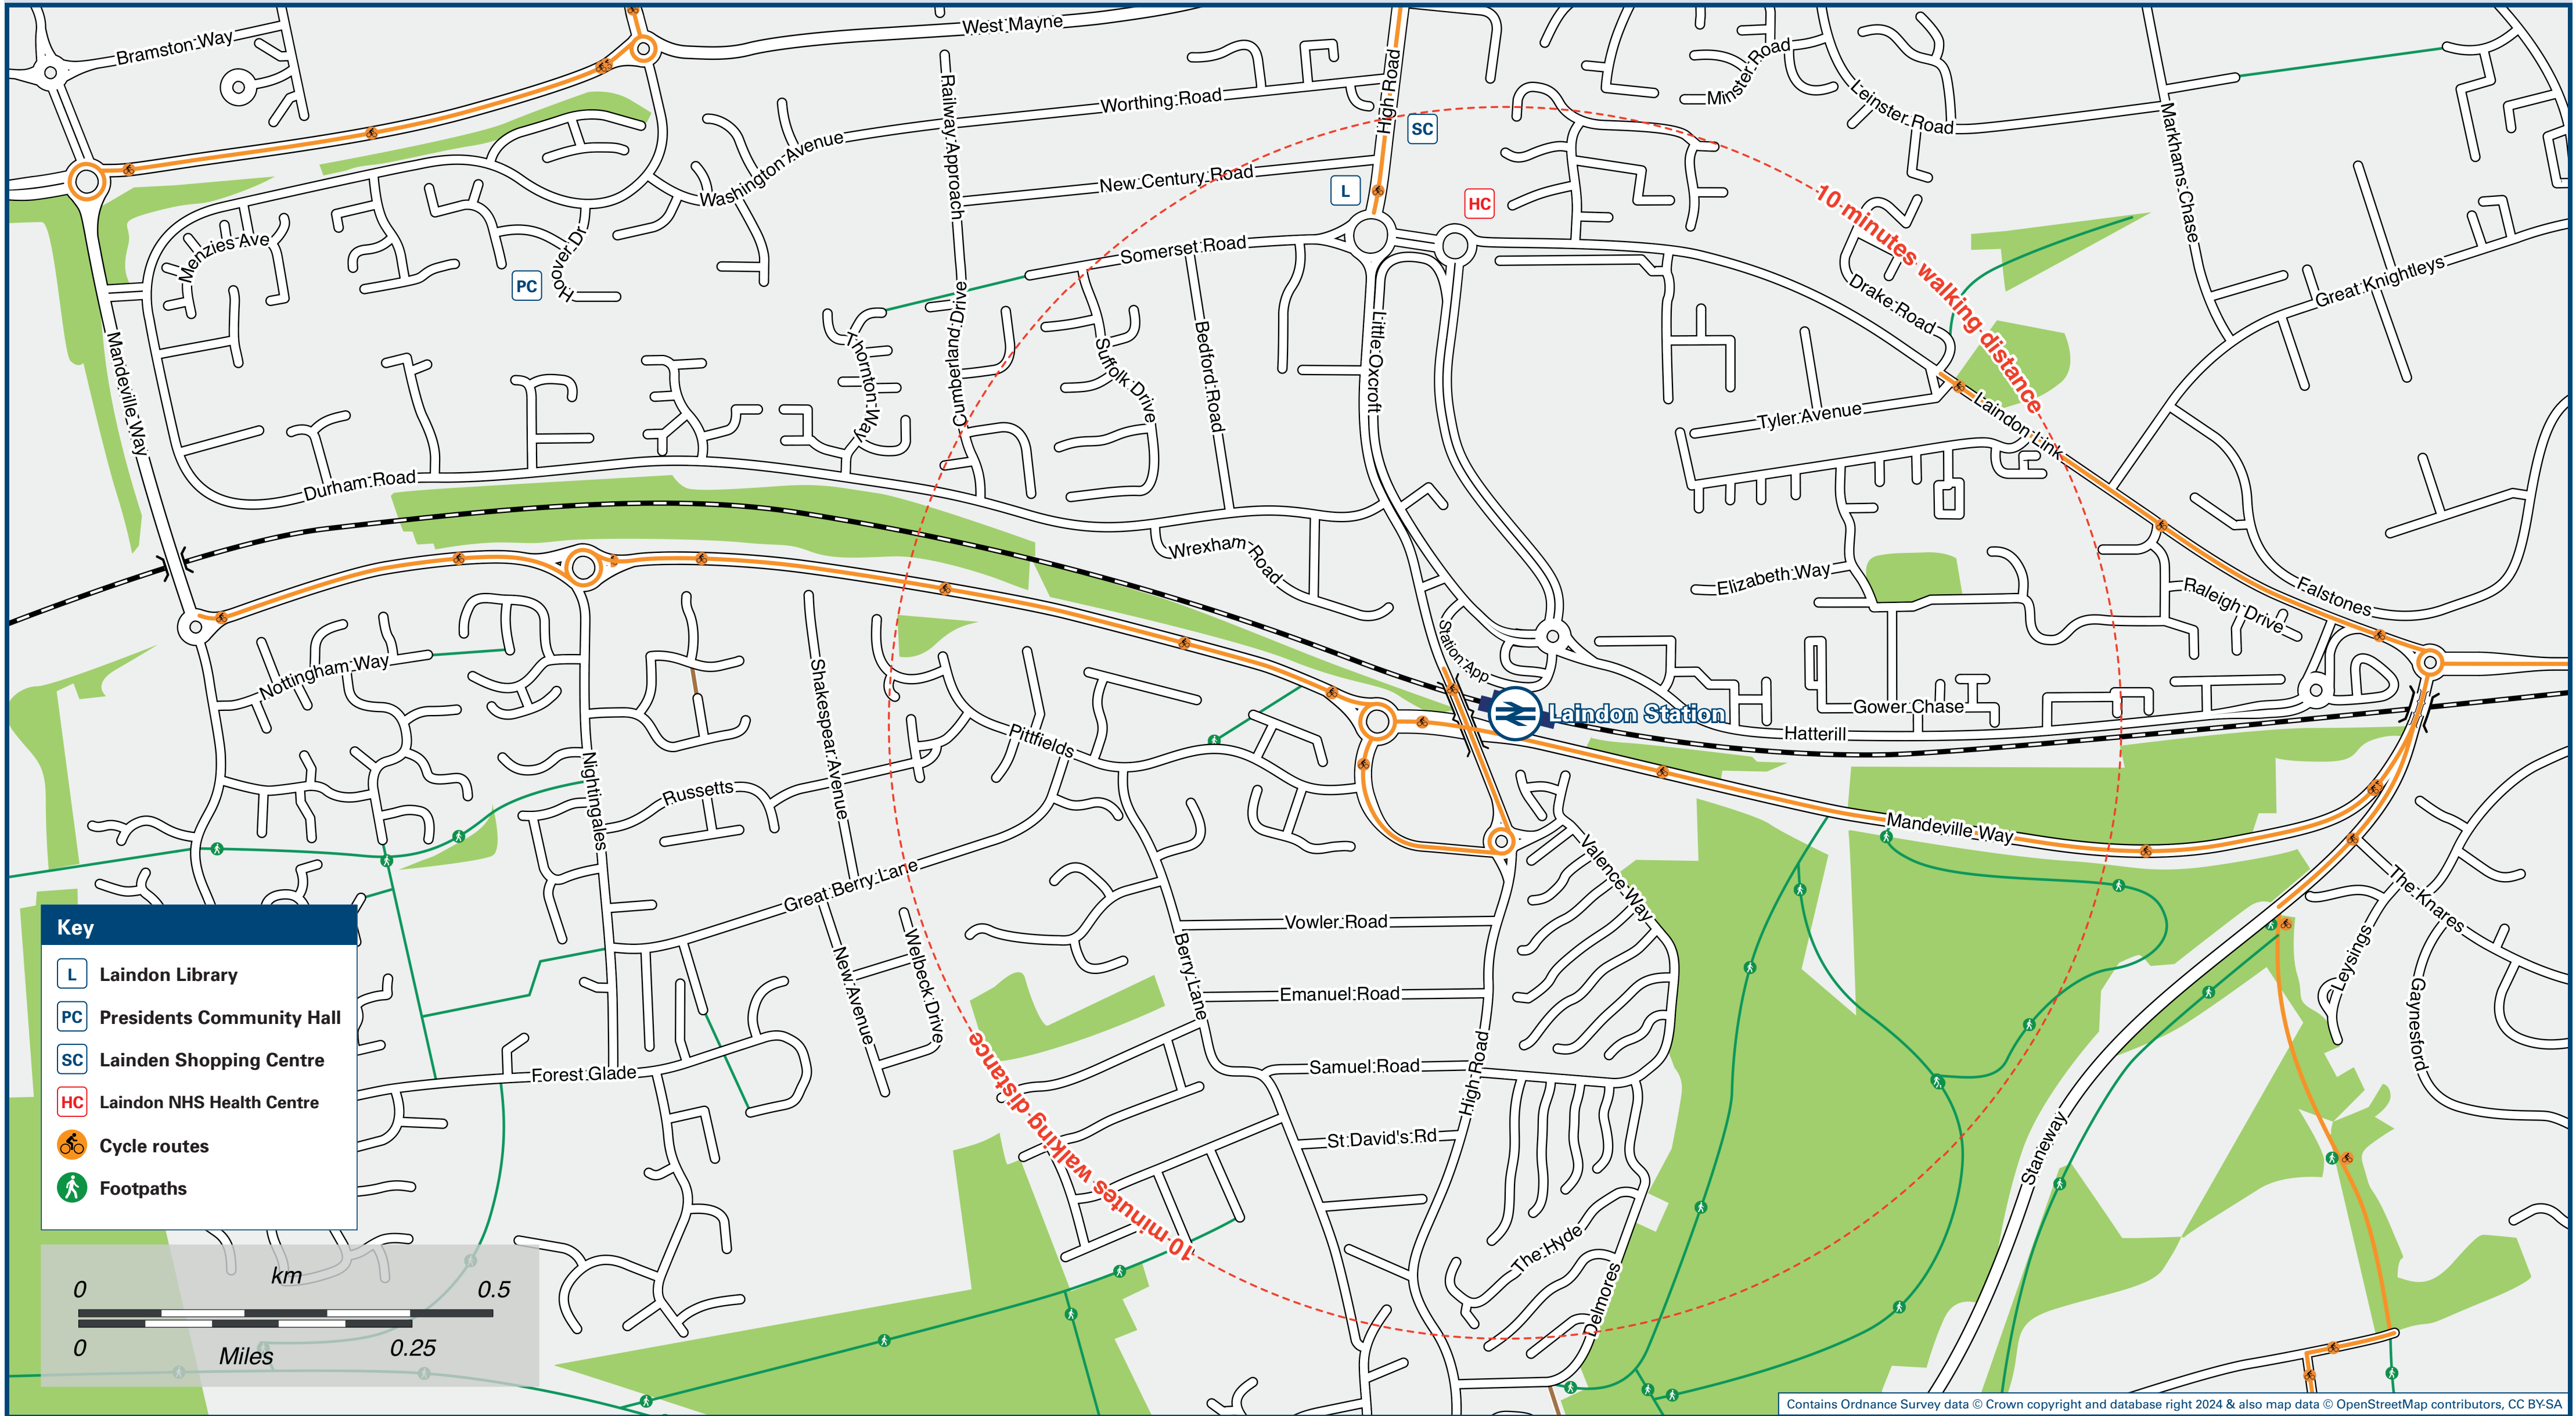 West Mayne
Bramston Way
High Road
Minster Road
Leinster Road
Railway Approach
Worthing Road
SC
Markhams Chase
Washington Avenue
New Century Road
L
HC
10 minutes walking distance
Menzies Ave
Hoover Dr
PC
Somerset Road
Great Knightleys
Drake Road
Mandeville Way
Thornton Way
Cumberland Drive
Suffolk Drive
Bedford Road
Little Oxcroft
Tyler Avenue
Laindon Link
Durham Road
Wrexham Road
Elizabeth Way
Falstones
Raleigh Drive
Station App
Nottingham Way
Shakespear Avenue
Laindon Station
Gower Chase
Hatterill
Pittfields
Nightingales
Russetts
Mandeville Way
Great Berry Lane
Valence Way
The Knares
Vowler Road
Welbeck Drive
New Avenue
Berry Lane
Leysings
Gaynesford
Emanuel Road
Forest Glade
Samuel Road
High Road
St David's Rd
Staneway
10 minutes walking distance
The Hyde
Delmores
Key
L Laindon Library
PC Presidents Community Hall
SC Lainden Shopping Centre
HC Laindon NHS Health Centre
Cycle routes
Footpaths
km
0 0.5
0 0.25
Miles
Contains Ordnance Survey data © Crown copyright and database right 2024 & also map data © OpenStreetMap contributors, CC BY-SA